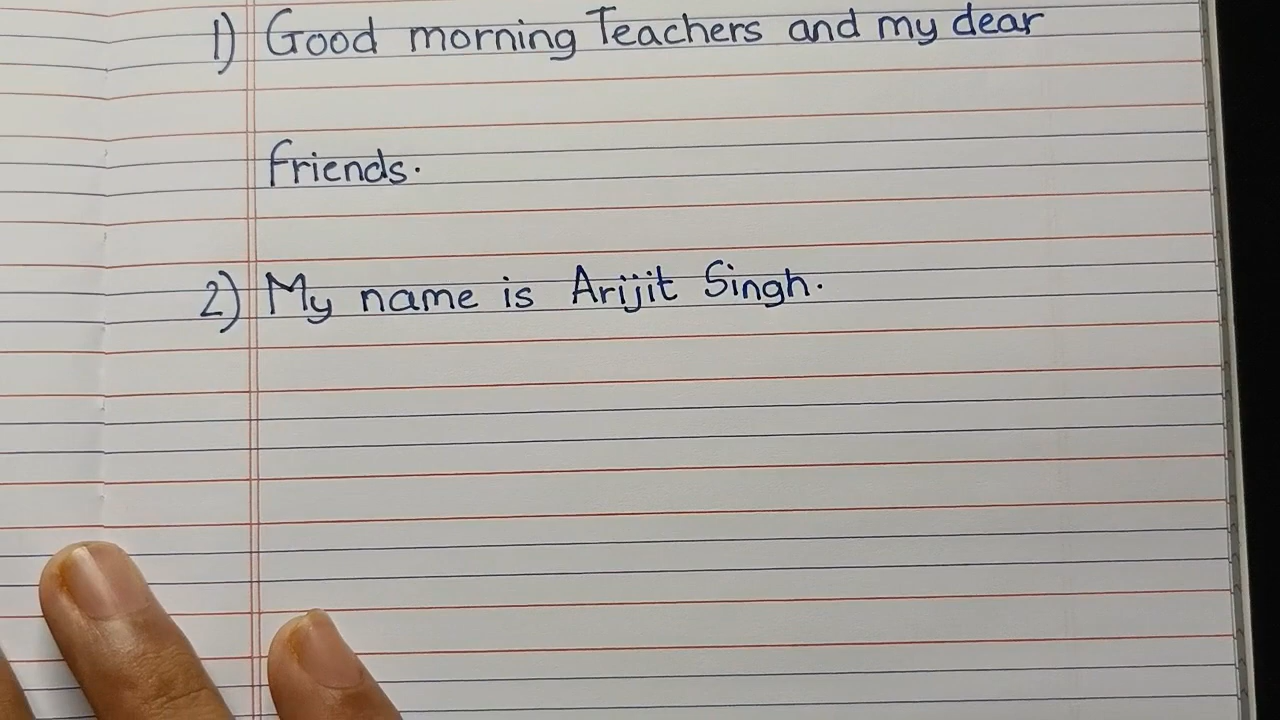 1) Good morning Teachers and my dear
friends.
2) My name is Arijit Singh.